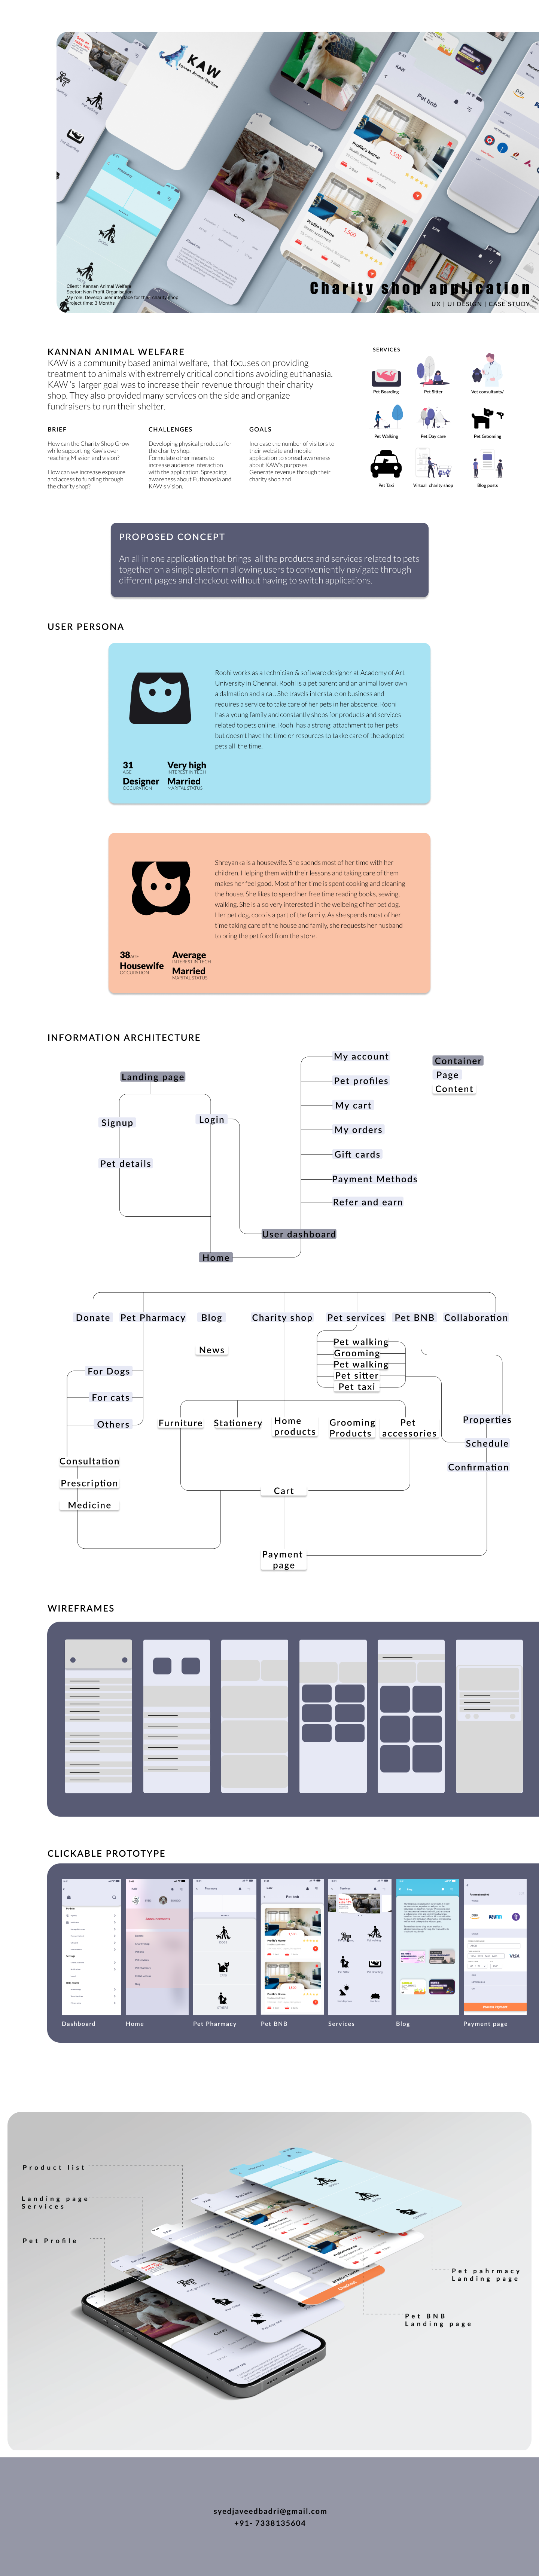 KAW
Kannan Animal Welfare
Pet bnb
Profile's Name
1,500
Profile's Name
1,500
Pharmacy
Corey
About me
Client : Kannan Animal Welfare
Sector: Non Profit Organisation
My role: Develop user interface for the charity shop
Project time: 3 Months
Charity shop application
UX | UI DESIGN | CASE STUDY
KANNAN ANIMAL WELFARE
KAW is a community based animal welfare, that focuses on providing
treatment to animals with extremely critical conditions avoiding euthanasia.
KAW 's larger goal was to increase their revenue through their charity
shop. They also provided many services on the side and organize
fundraisers to run their shelter.
SERVICES
Pet Boarding
Pet Sitter
Vet consultants/
Pet Walking
Pet Day care
Pet Grooming
Pet Taxi
Virtual charity shop
Blog posts
BRIEF
How can the Charity Shop Grow
while supporting Kaw's over
reaching Mission and vision?
How can we increase exposure
and access to funding through
the charity shop?
CHALLENGES
Developing physical products for
the charity shop.
Formulate other means to
increase audience interaction
with the application. Spreading
awareness about Eutharosia and
KAW's vision.
GOALS
Increase the number of visitors to
their website and mobile
application to spread awareness
about KAW's purposes.
Generate revenue through their
charity shop and
PROPOSED CONCEPT
An all in one application that brings all the products and services related to pets
together on a single platform allowing users to conveniently navigate through
different pages and checkout without having to switch applications.
USER PERSONA
Roohi works as a technician & software designer at Academy of Art
University in Chennai. Roohi is a pet parent and an animal lover own
a dalmation and a cat. She travels interstate on business and
requires a service to take care of her pets in her abscence. Roohi
has a young family and constantly shops for products and services
related to pets online. Roohi has a strong attachment to her pets
but doesn't have the time or resources to takke care of the adopted
pets all the time.
31
AGE
Very high
INTEREST IN TECH
Designer
OCCUPATION
Married
MARITAL STATUS
Shreyanka is a housewife. She spends most of her time with her
children. Helping them with their lessons and taking care of them
makes her feel good. Most of her time is spent cooking and cleaning
the house. She likes to spend her free time reading books, sewing,
walking. She is also very interested in the welbeing of her pet dog.
Her pet dog, coco is a part of the family. As she spends most of her
time taking care of the house and family, she requests her husband
to bring the pet food from the store.
38 AGE
Average
INTEREST IN TECH
Housewife
OCCUPATION
Married
MARITAL STATUS
INFORMATION ARCHITECTURE
Container
Page
Content
Landing page
Signup
Login
Pet details
My account
Pet profiles
My cart
My orders
Gift cards
Payment Methods
Refer and earn
User dashboard
Home
Donate
Pet Pharmacy
Blog
Charity shop
Pet services
Pet BNB
Collaboration
News
Pet walking
Grooming
Pet walking
Pet sitter
Pet taxi
For Dogs
For cats
Others
Furniture
Stationery
Home
products
Grooming
Products
Pet
accessories
Properties
Schedule
Confirmation
Consultation
Prescription
Medicine
Cart
Payment
page
WIREFRAMES
CLICKABLE PROTOTYPE
Dashboard
Home
Pet Pharmacy
Pet BNB
Services
Blog
Payment page
Product list
Landing page
Services
Pet Profile
Pet pahrmacy
Landing page
Pet BNB
Landing page
syedjaveedbadri@gmail.com
+91- 7338135604